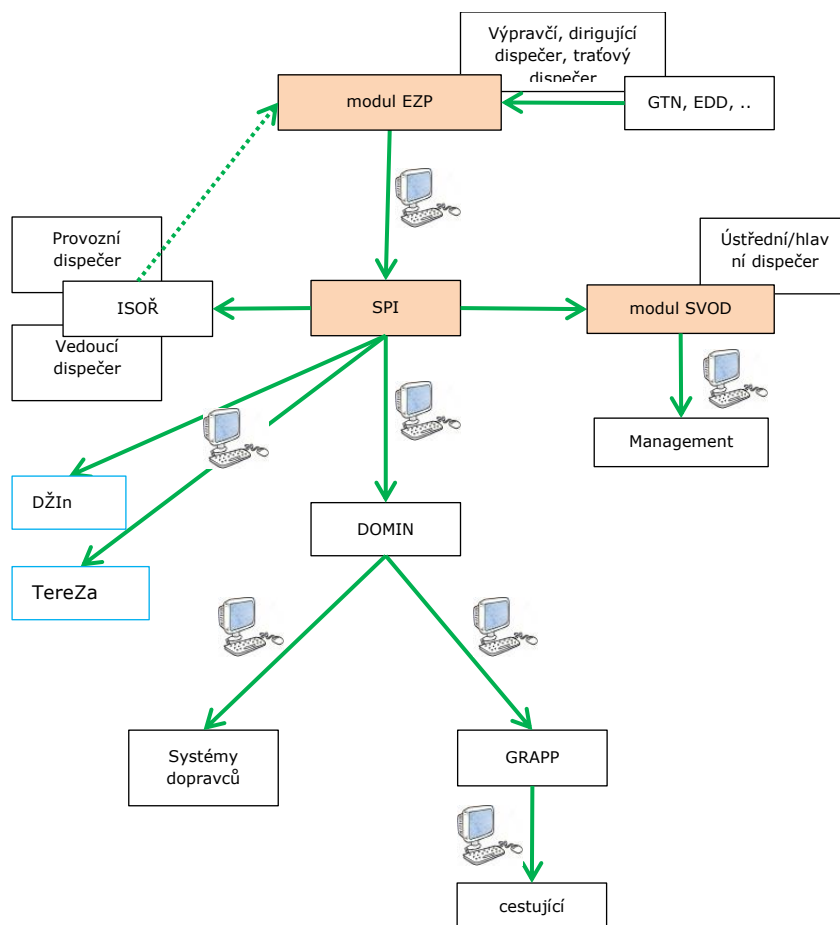 Výpravčí, dirigující
dispečer, traťový
dispečer
modul EZP
GTN, EDD, ..
Provozní
dispečer
Ústřední/hlav
ní dispečer
ISOŘ
SPI
modul SVOD
Vedoucí
dispečer
Management
DŽIn
DOMIN
TereZa
Systémy
dopravců
GRAPP
cestující